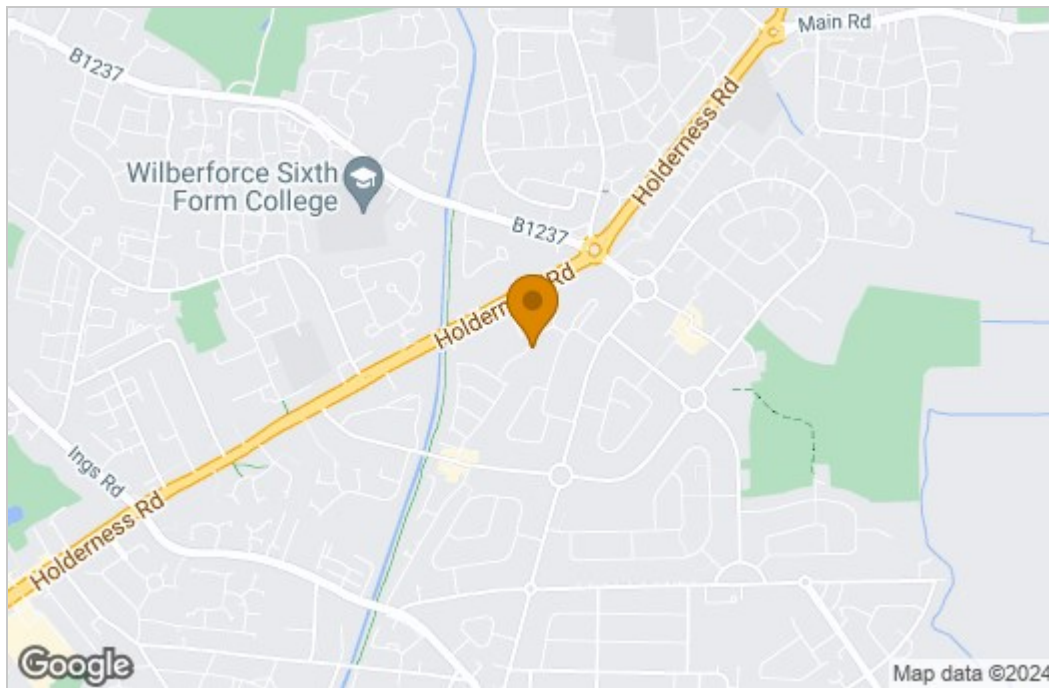 Main Rd
B1237
Holderness Rd
Wilberforce Sixth
Form College
B1237
Holderness Rd
Ings Rd
Holderness Rd
Google
Map data ©2024